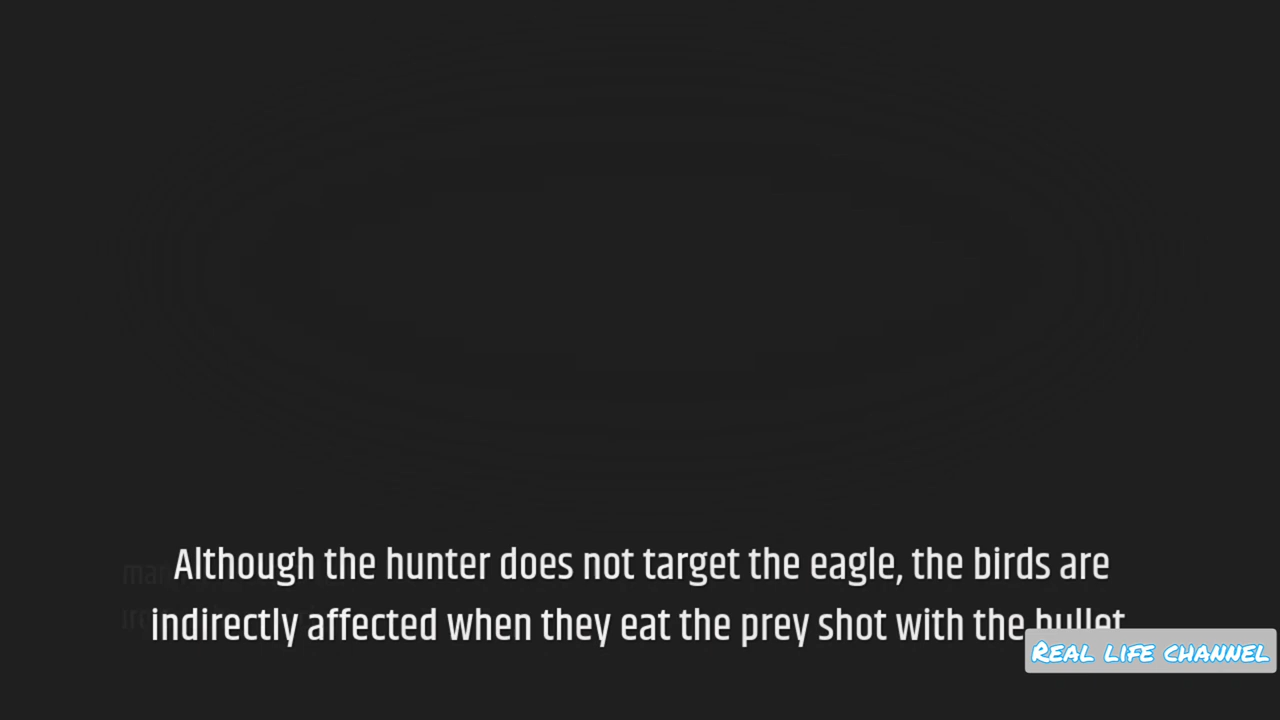 Although the hunter does not target the eagle, the birds are
indirectly affected when they eat the prey shot with the bullet
Real life channel